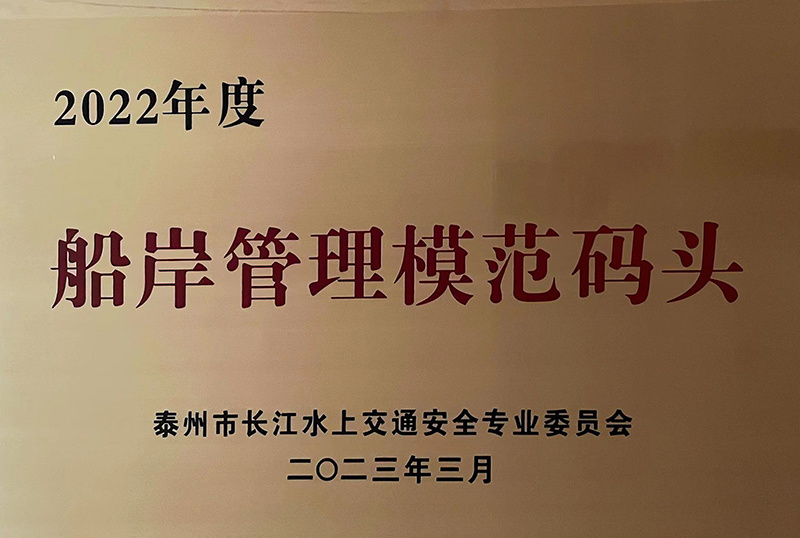 2022年度
船岸管理模范码头
泰州市长江水上交通安全专业委员会
二〇二三年三月